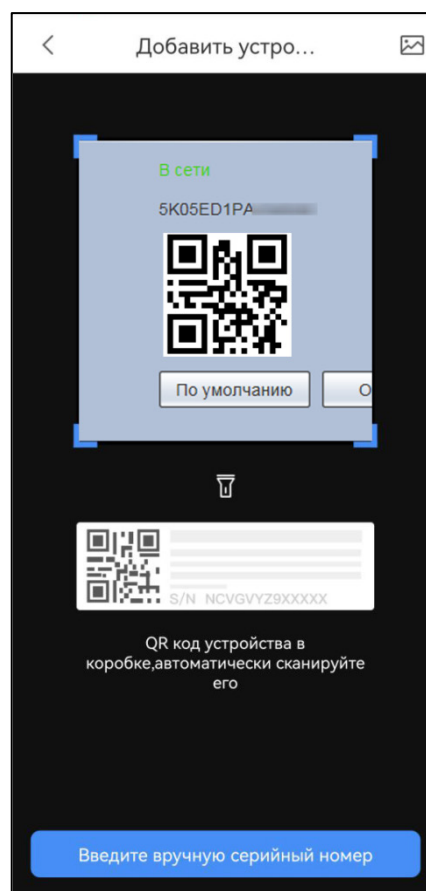 Добавить устро...
В сети
5K05ED1PA
По умолчанию
О
S/N NCVGVYZ9XXXXX
QR код устройства в
коробке,автоматически сканируйте
его
Введите вручную серийный номер